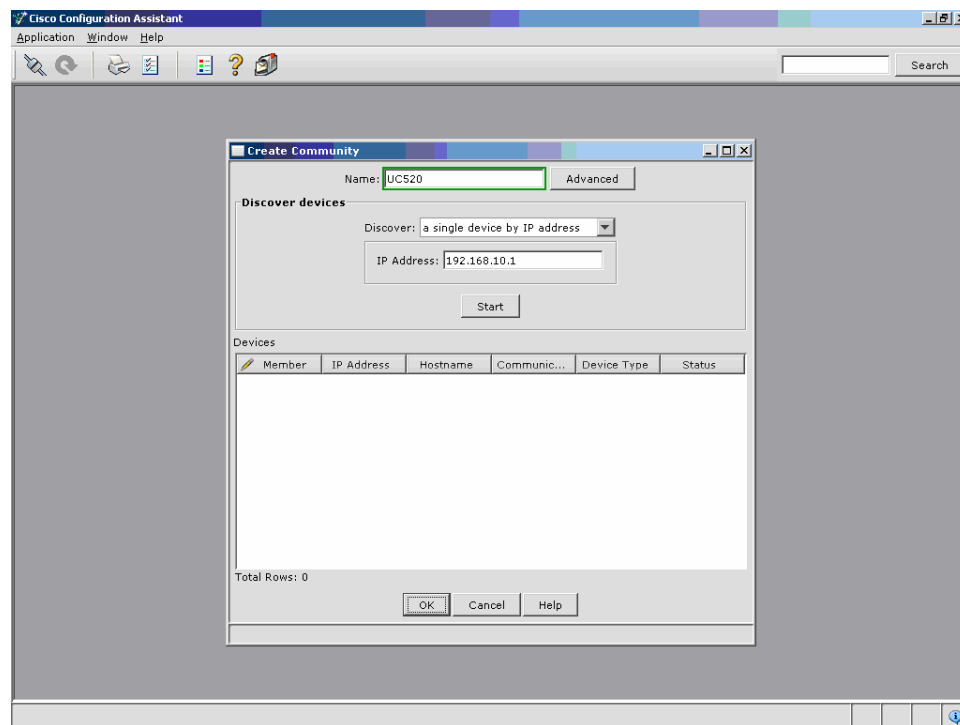 Cisco Configuration Assistant
Application Window Help
Search
Create Community
Name: UC520 Advanced
Discover devices
Discover: a single device by IP address
IP Address: 192.168.10.1
Start
Devices
Member IP Address Hostname Communic... Device Type Status
Total Rows: 0
OK Cancel Help